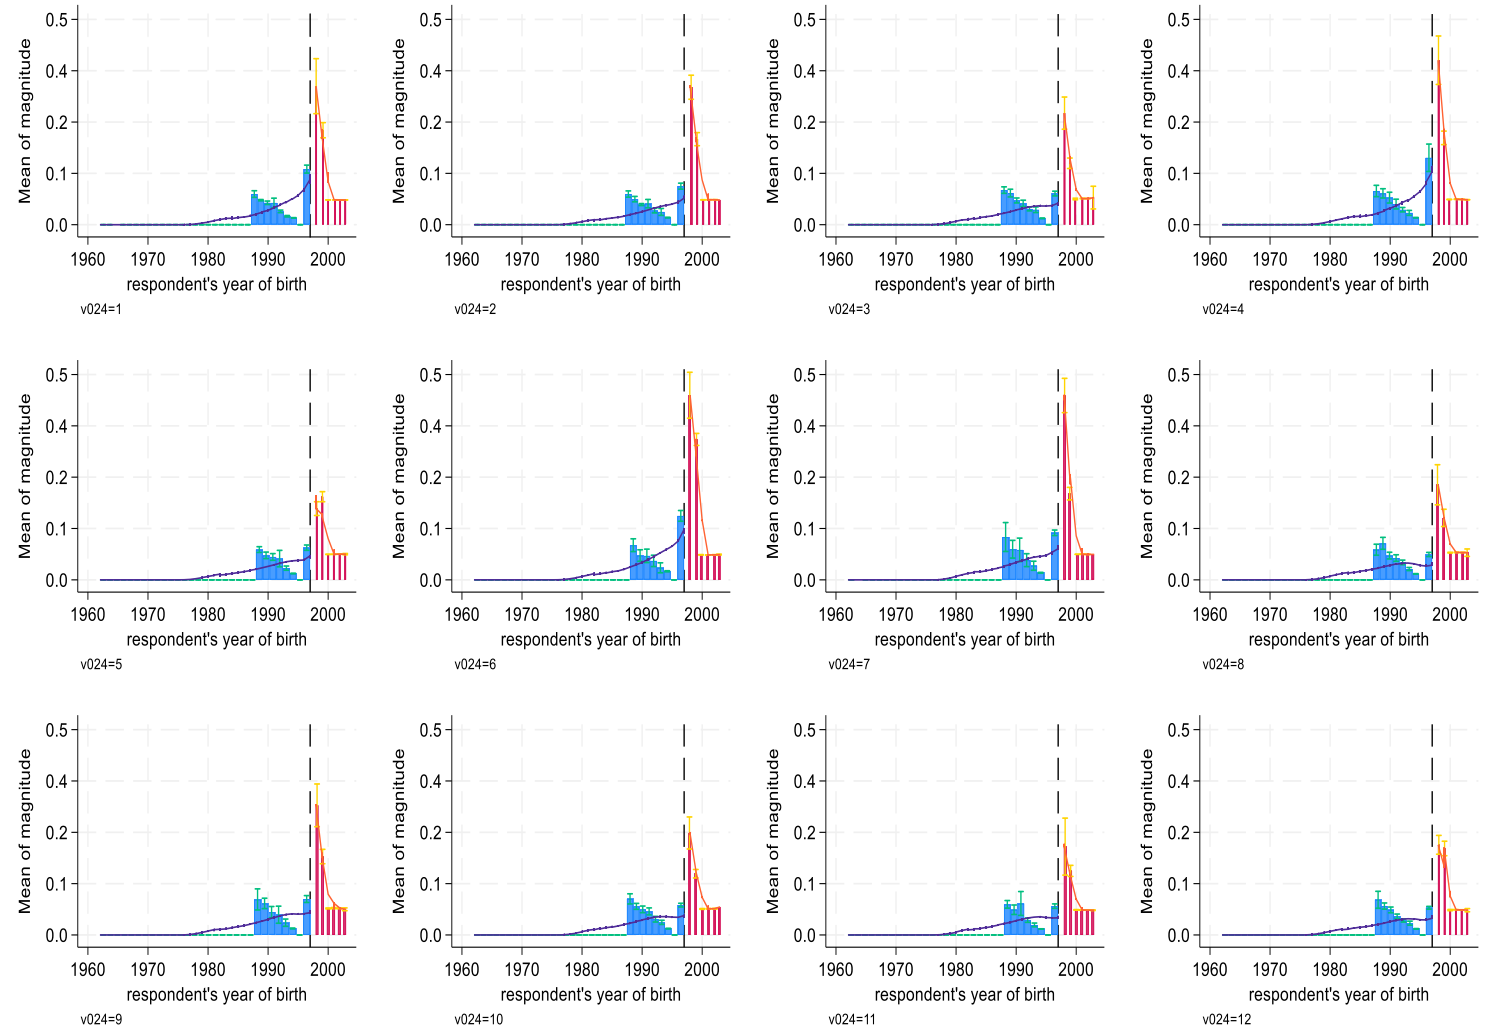 Mean of magnitude
0.5
0.4
0.2
0.1
0.0
1960 1970 1980 1990 2000
respondent's year of birth
v024=1
Mean of magnitude
0.5
0.4
0.2
0.1
0.0
1960 1970 1980 1990 2000
respondent's year of birth
v024=2
Mean of magnitude
0.5
0.4
0.2
0.1
0.0
1960 1970 1980 1990 2000
respondent's year of birth
v024=3
Mean of magnitude
0.5
0.4
0.2
0.1
0.0
1960 1970 1980 1990 2000
respondent's year of birth
v024=4
Mean of magnitude
0.5
0.4
0.2
0.1
0.0
1960 1970 1980 1990 2000
respondent's year of birth
v024=5
Mean of magnitude
0.5
0.4
0.2
0.1
0.0
1960 1970 1980 1990 2000
respondent's year of birth
v024=6
Mean of magnitude
0.5
0.4
0.2
0.1
0.0
1960 1970 1980 1990 2000
respondent's year of birth
v024=7
Mean of magnitude
0.5
0.4
0.2
0.1
0.0
1960 1970 1980 1990 2000
respondent's year of birth
v024=8
Mean of magnitude
0.5
0.4
0.2
0.1
0.0
1960 1970 1980 1990 2000
respondent's year of birth
v024=9
Mean of magnitude
0.5
0.4
0.2
0.1
0.0
1960 1970 1980 1990 2000
respondent's year of birth
v024=10
Mean of magnitude
0.5
0.4
0.2
0.1
0.0
1960 1970 1980 1990 2000
respondent's year of birth
v024=11
Mean of magnitude
0.5
0.4
0.2
0.1
0.0
1960 1970 1980 1990 2000
respondent's year of birth
v024=12